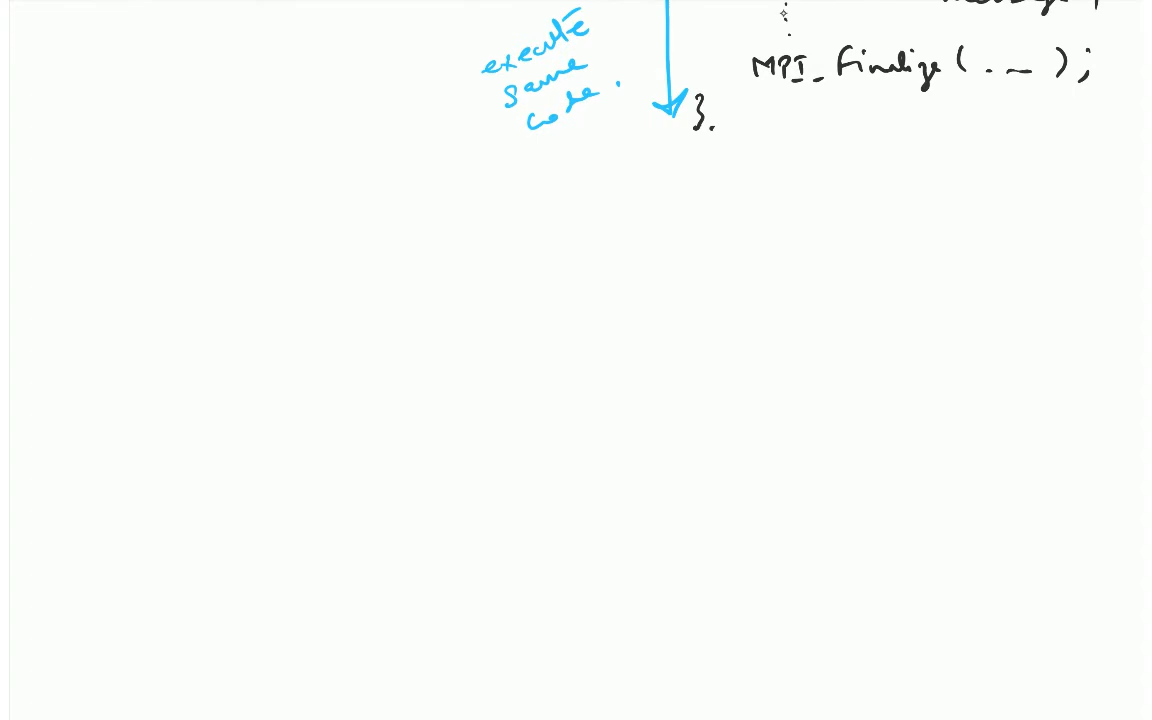 execute
same
code.
MPI_Finalize( . _ );
}.